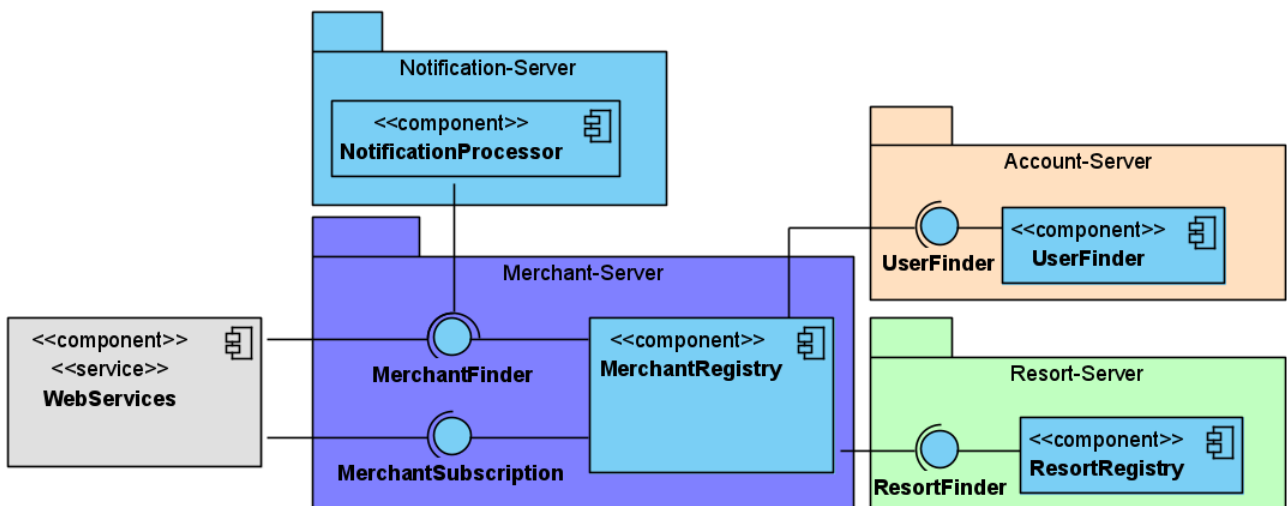 Notification-Server
<<component>>
NotificationProcessor
Account-Server
<<component>>
UserFinder
UserFinder
Merchant-Server
<<component>>
<<service>>
WebServices
MerchantFinder
<<component>>
MerchantRegistry
MerchantSubscription
Resort-Server
<<component>>
ResortRegistry
ResortFinder